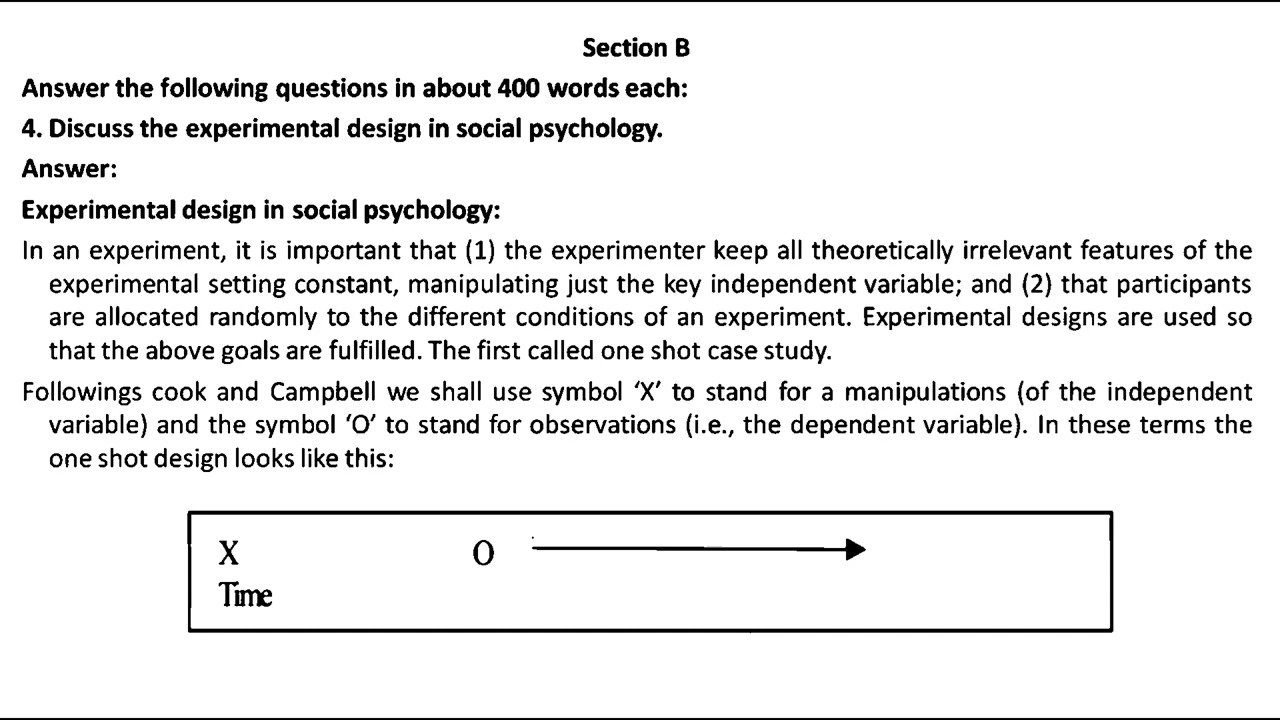 Section B
Answer the following questions in about 400 words each:
4. Discuss the experimental design in social psychology.
Answer:
Experimental design in social psychology:
In an experiment, it is important that (1) the experimenter keep all theoretically irrelevant features of the
experimental setting constant, manipulating just the key independent variable; and (2) that participants
are allocated randomly to the different conditions of an experiment. Experimental designs are used so
that the above goals are fulfilled. The first called one shot case study.
Followings cook and Campbell we shall use symbol ‘X’ to stand for a manipulations (of the independent
variable) and the symbol ‘O’ to stand for observations (i.e., the dependent variable). In these terms the
one shot design looks like this:
X O
Time